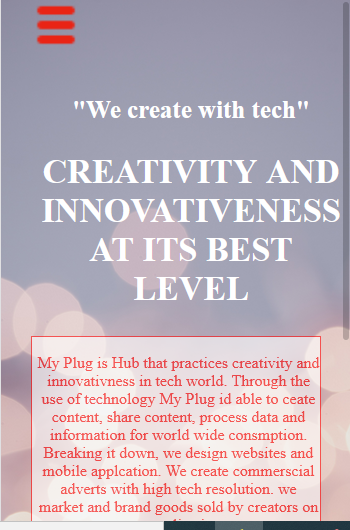 "We create with tech"
CREATIVITY AND
INNOVATIVENESS
AT ITS BEST
LEVEL
My Plug is Hub that practices creativity and
innovativness in tech world. Through the
use of technology My Plug id able to ceate
content, share content, process data and
information for world wide consmption.
Breaking it down, we design websites and
mobile applcation. We create commerscial
adverts with high tech resolution. we
market and brand goods sold by creators on